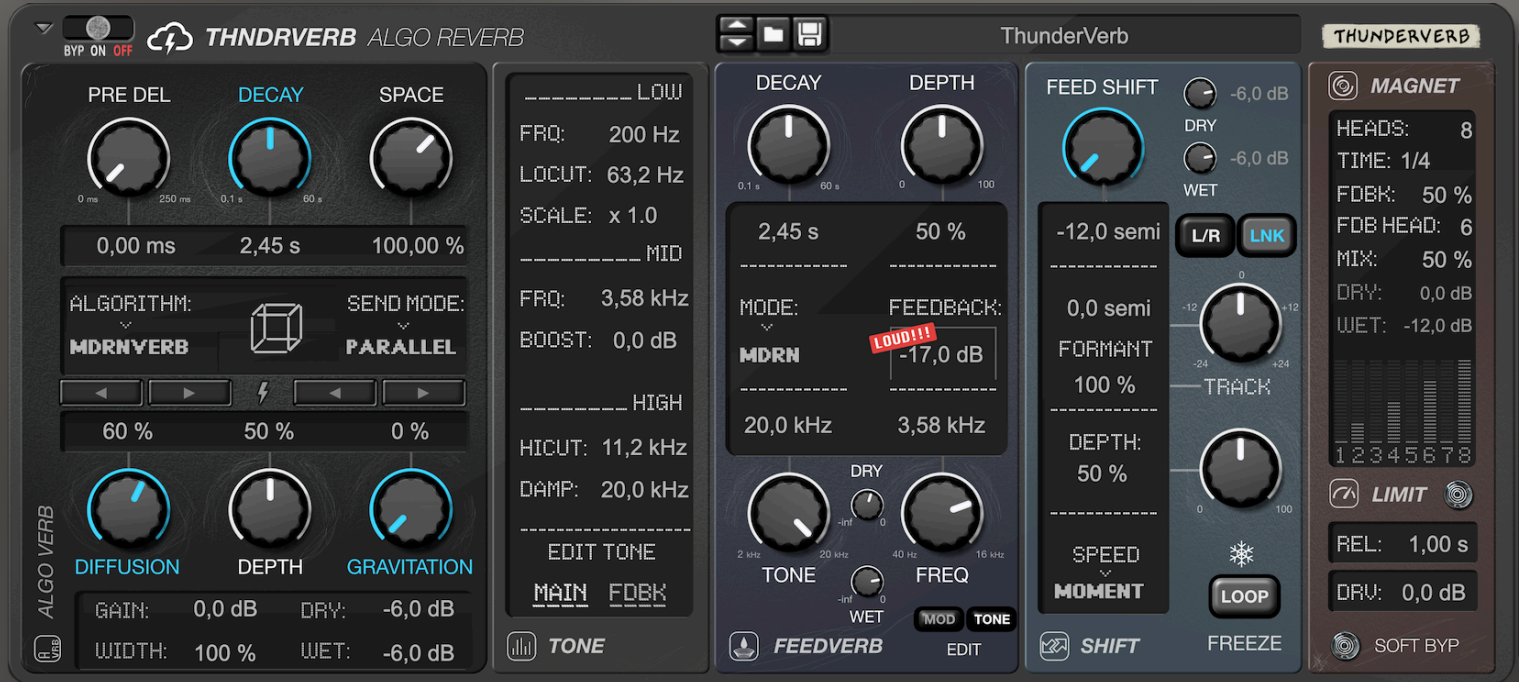 BYP ON OFF
THNDRVERB ALGO REVERB
ThunderVerb
THUNDERVERB
PRE DEL DECAY SPACE
0 ms 250 ms 0.1 s 60 s
0,00 ms 2,45 s 100,00 %
ALGORITHM: SEND MODE:
MDRNVERB PARALLEL
60 % 50 % 0 %
DIFFUSION DEPTH GRAVITATION
GAIN: 0,0 dB DRY: -6,0 dB
WIDTH: 100 % WET: -6,0 dB
ALGO VERB
A VRB
LOW
FRQ: 200 Hz
LOCUT: 63,2 Hz
SCALE: x 1.0
MID
FRQ: 3,58 kHz
BOOST: 0,0 dB
HIGH
HICUT: 11,2 kHz
DAMP: 20,0 kHz
EDIT TONE
MAIN FDBK
TONE
DECAY DEPTH
0.1 s 60 s 0 100
2,45 s 50 %
MODE: FEEDBACK:
LOUD!!!
MDRN -17,0 dB
20,0 kHz 3,58 kHz
DRY
-inf 0
2 kHz 20 kHz 40 Hz 16 kHz
TONE FREQ
-inf 0
WET
MOD TONE
FEEDVERB EDIT
FEED SHIFT
-6,0 dB
DRY
-6,0 dB
WET
-12,0 semi
L/R LNK
0
-12 +12
0,0 semi
FORMANT
-24 +24
100 % TRACK
DEPTH:
50 %
0 100
SPEED
MOMENT
LOOP
SHIFT FREEZE
MAGNET
HEADS: 8
TIME: 1/4
FDBK: 50 %
FDB HEAD: 6
MIX: 50 %
DRY: 0,0 dB
WET: -12,0 dB
1 2 3 4 5 6 7 8
LIMIT
REL: 1,00 s
DRV: 0,0 dB
SOFT BYP